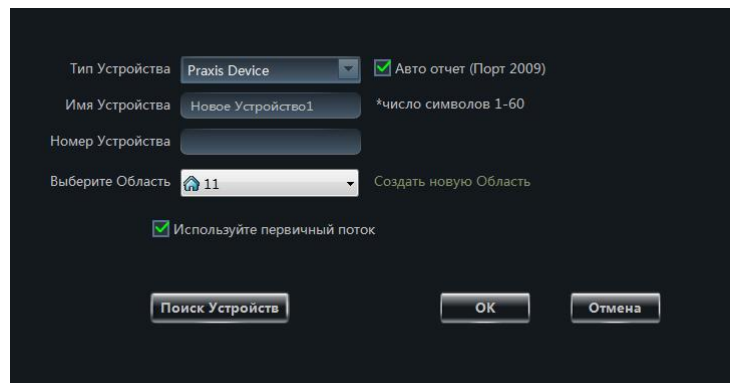 Тип Устройства Praxis Device Авто отчет (Порт 2009)
Имя Устройства Новое Устройство1 *число символов 1-60
Номер Устройства
Выберите Область 11 Создать новую Область
Используйте первичный поток
Поиск Устройств OK Отмена